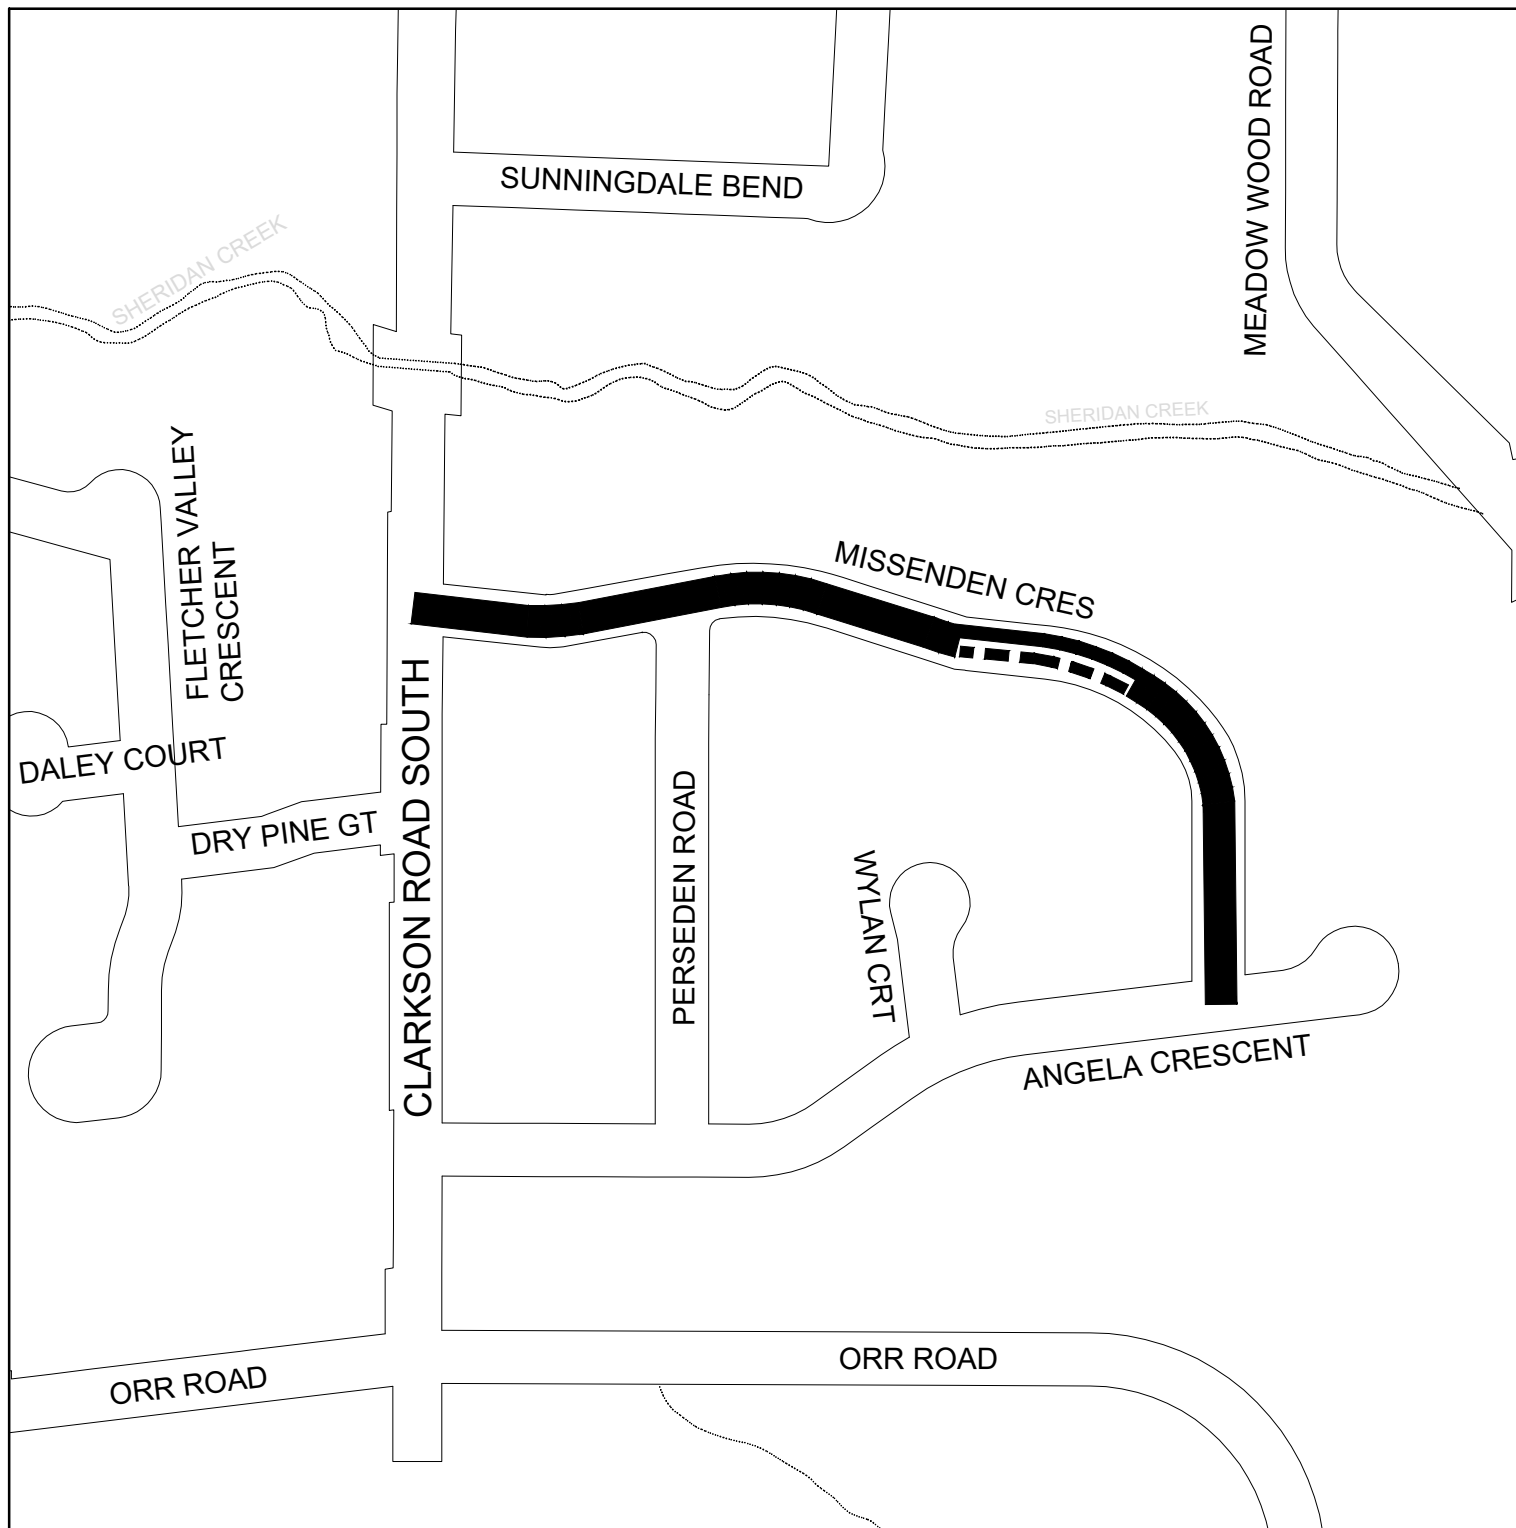 MEADOW WOOD ROAD
SUNNINGDALE BEND
SHERIDAN CREEK
SHERIDAN CREEK
FLETCHER VALLEY
CRESCENT
MISSENDEN CRES
CLARKSON ROAD SOUTH
DALEY COURT
DRY PINE GT
PERSEDEN ROAD
WYLAN CRT
ANGELA CRESCENT
ORR ROAD
ORR ROAD